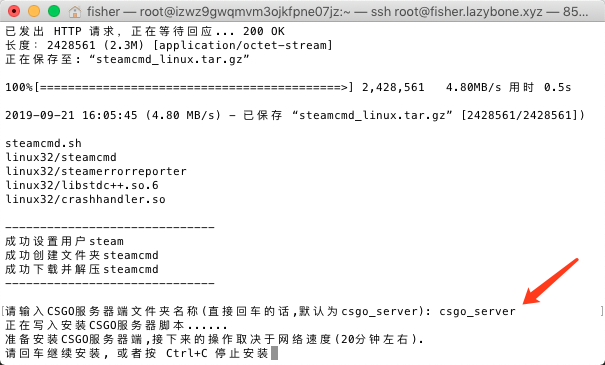 fisher — root@izwz9gwqmvm3ojkfpne07jz:~ — ssh root@fisher.lazybone.xyz — 85...
已发出 HTTP 请求，正在等待回应... 200 OK
长度：2428561 (2.3M) [application/octet-stream]
正在保存至: “steamcmd_linux.tar.gz”
100%[===========================================>] 2,428,561 4.80MB/s 用时 0.5s
2019-09-21 16:05:45 (4.80 MB/s) - 已保存 “steamcmd_linux.tar.gz” [2428561/2428561])
steamcmd.sh
linux32/steamcmd
linux32/steamerrorreporter
linux32/libstdc++.so.6
linux32/crashhandler.so
------------------------------
成功设置用户steam
成功创建文件夹steamcmd
成功下载并解压steamcmd
------------------------------
请输入CSGO服务器端文件夹名称(直接回车的话,默认为csgo_server): csgo_server
正在写入安装CSGO服务器脚本......
准备安装CSGO服务器端,接下来的操作取决于网络速度(20分钟左右).
请回车继续安装, 或者按 Ctrl+C 停止安装